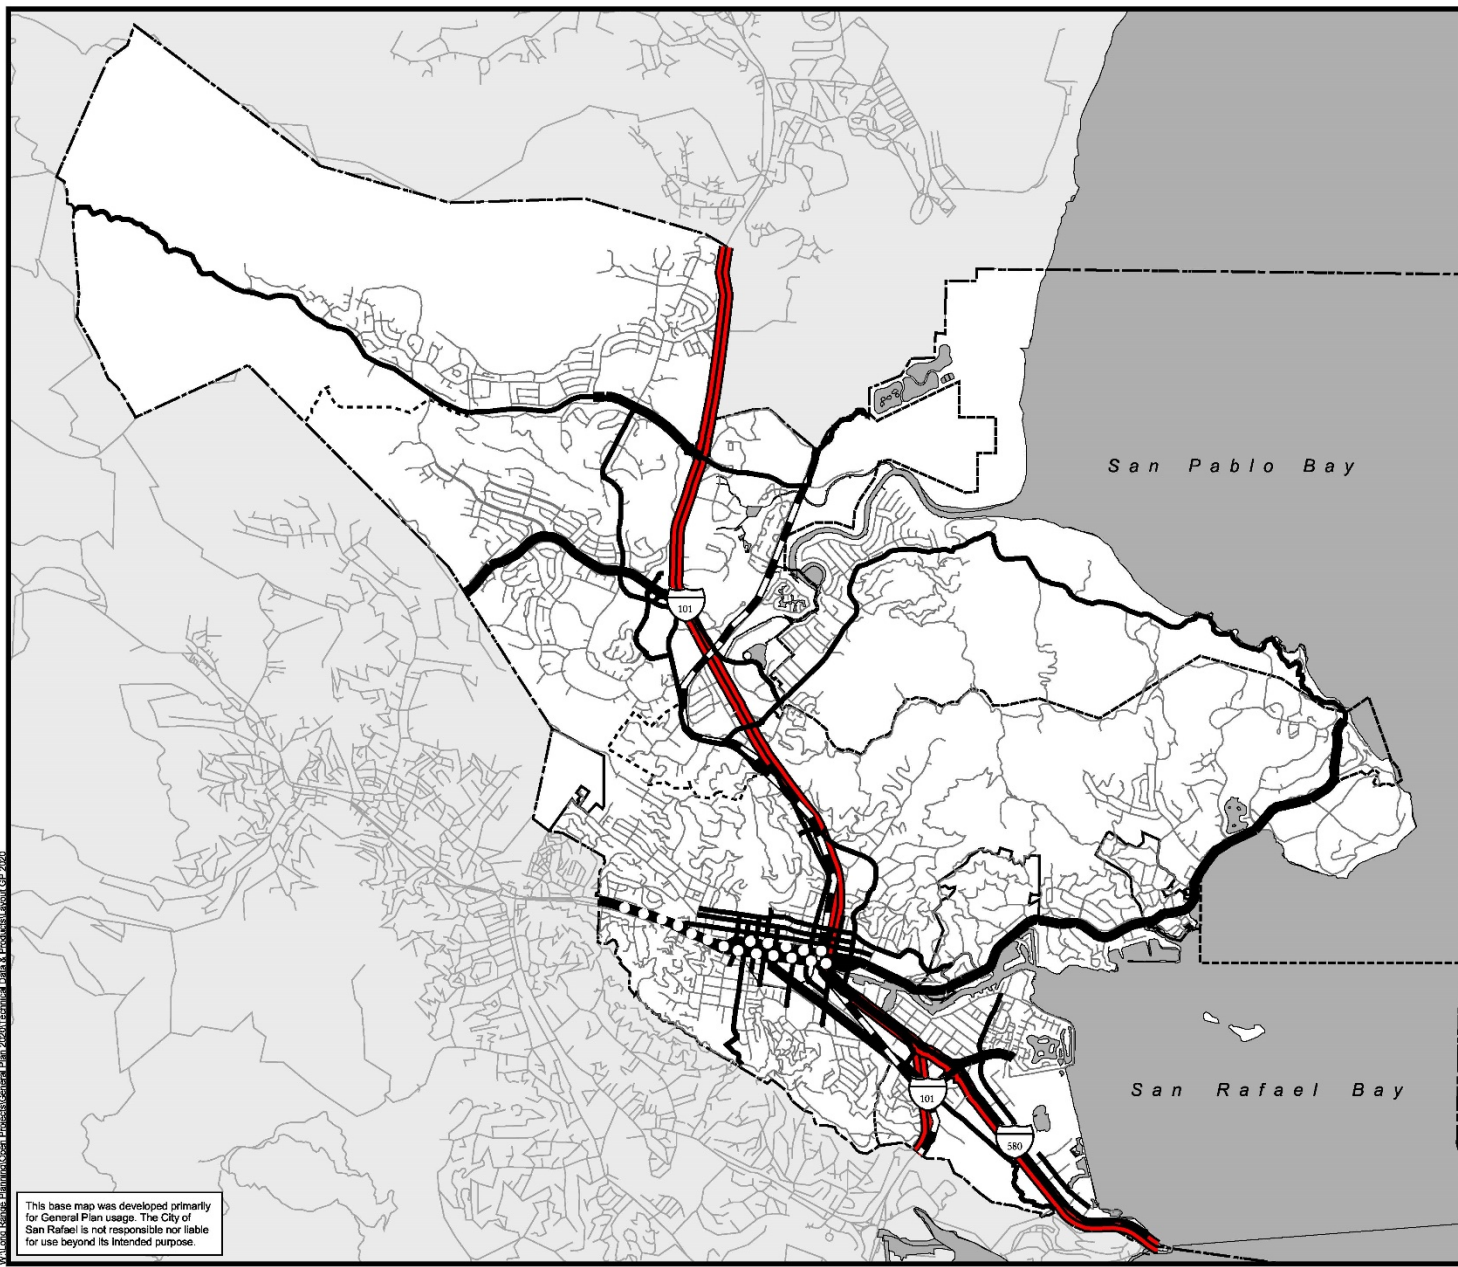 San Pablo Bay
101
San Rafael Bay
101
580
This base map was developed primarily
for General Plan usage. The City of
San Rafael is not responsible nor liable
for use beyond its intended purpose.